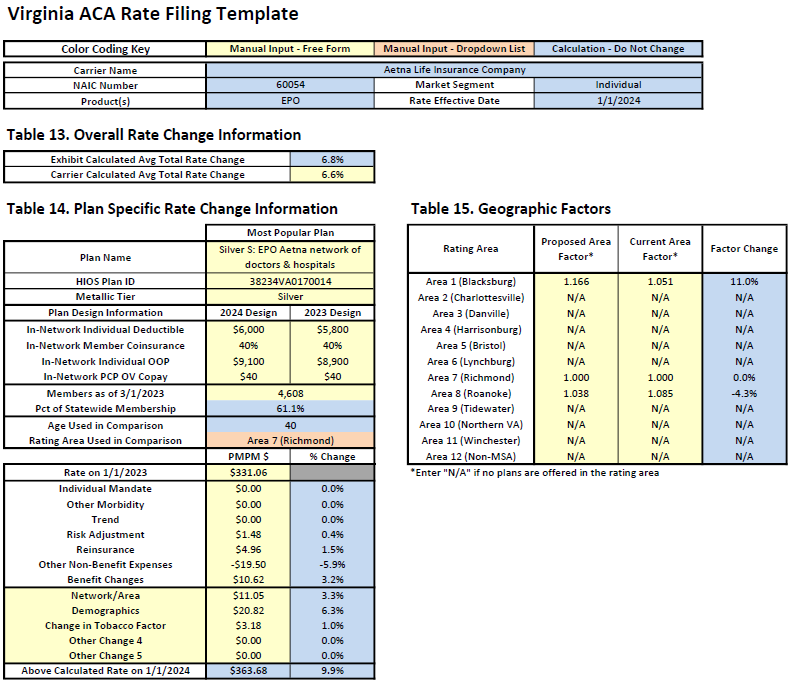 Virginia ACA Rate Filing Template
Color Coding Key Manual Input - Free Form Manual Input - Dropdown List Calculation - Do Not Change
Carrier Name Aetna Life Insurance Company
NAIC Number 60054 Market Segment Individual
Product(s) EPO Rate Effective Date 1/1/2024
Table 13. Overall Rate Change Information
Exhibit Calculated Avg Total Rate Change 6.8%
Carrier Calculated Avg Total Rate Change 6.6%
Table 14. Plan Specific Rate Change Information
Most Popular Plan
Plan Name Silver S: EPO Aetna network of
doctors & hospitals
HIOS Plan ID 38234VA0170014
Metallic Tier Silver
Plan Design Information 2024 Design 2023 Design
In-Network Individual Deductible $6,000 $5,800
In-Network Member Coinsurance 40% 40%
In-Network Individual OOP $9,100 $8,900
In-Network PCP OV Copay $40 $40
Members as of 3/1/2023 4,608
Pct of Statewide Membership 61.1%
Age Used in Comparison 40
Rating Area Used in Comparison Area 7 (Richmond)
PMPM $ % Change
Rate on 1/1/2023 $331.06
Individual Mandate $0.00 0.0%
Other Morbidity $0.00 0.0%
Trend $0.00 0.0%
Risk Adjustment $1.48 0.4%
Reinsurance $4.96 1.5%
Other Non-Benefit Expenses -$19.50 -5.9%
Benefit Changes $10.62 3.2%
Network/Area $11.05 3.3%
Demographics $20.82 6.3%
Change in Tobacco Factor $3.18 1.0%
Other Change 4 $0.00 0.0%
Other Change 5 $0.00 0.0%
Above Calculated Rate on 1/1/2024 $363.68 9.9%
Table 15. Geographic Factors
Rating Area Proposed Area Factor* Current Area Factor* Factor Change
Area 1 (Blacksburg) 1.166 1.051 11.0%
Area 2 (Charlottesville) N/A N/A N/A
Area 3 (Danville) N/A N/A N/A
Area 4 (Harrisonburg) N/A N/A N/A
Area 5 (Bristol) N/A N/A N/A
Area 6 (Lynchburg) N/A N/A N/A
Area 7 (Richmond) 1.000 1.000 0.0%
Area 8 (Roanoke) 1.038 1.085 -4.3%
Area 9 (Tidewater) N/A N/A N/A
Area 10 (Northern VA) N/A N/A N/A
Area 11 (Winchester) N/A N/A N/A
Area 12 (Non-MSA) N/A N/A N/A
*Enter "N/A" if no plans are offered in the rating area